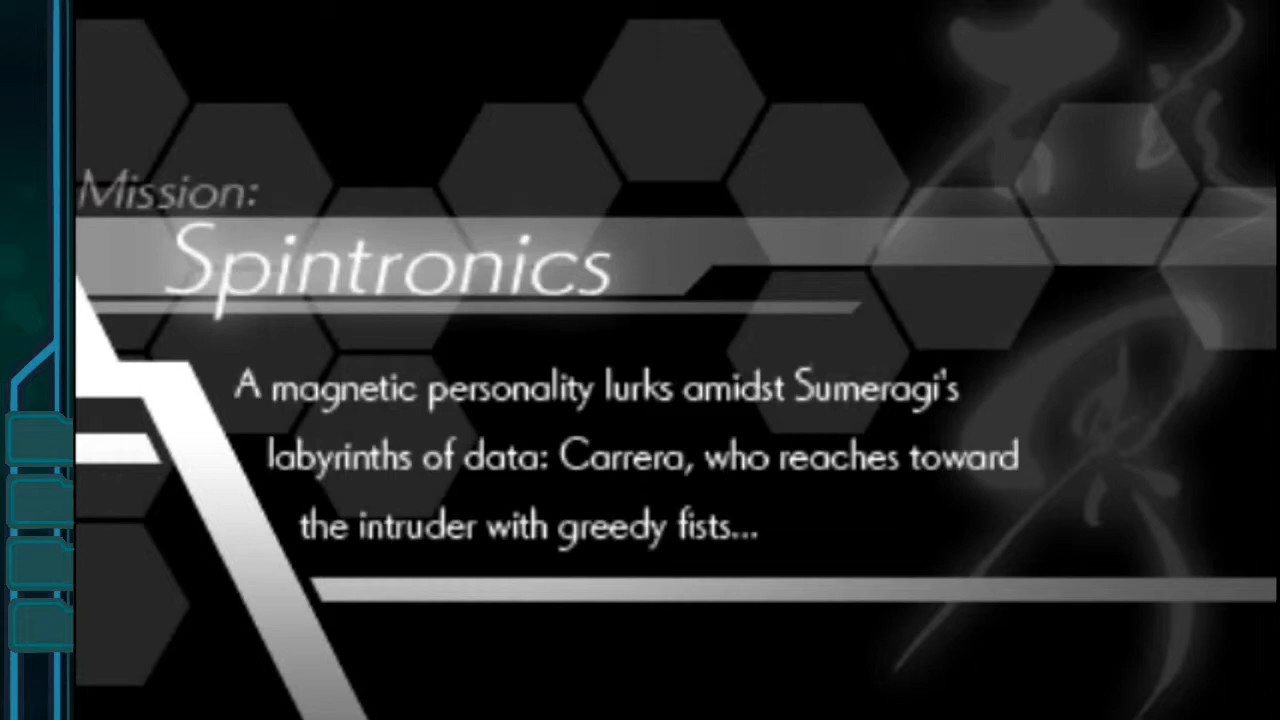 Mission:
Spintronics
A magnetic personality lurks amidst Sumeragi's
labyrinths of data: Carrera, who reaches toward
the intruder with greedy fists...